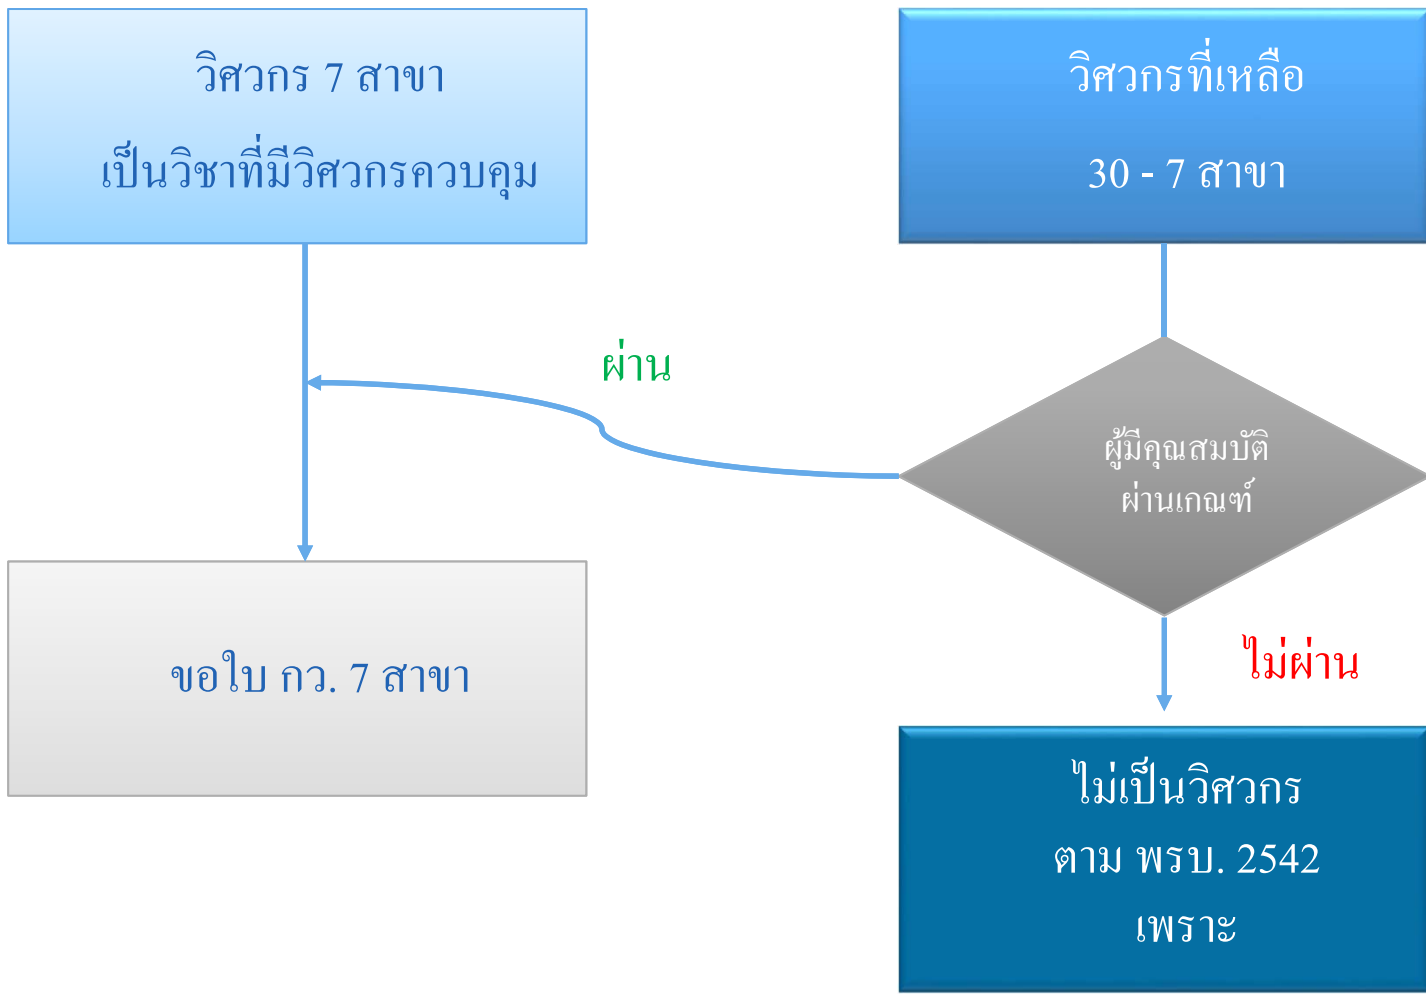 วิศวกร 7 สาขา
เป็นวิชาที่มีวิศวกรควบคุม
วิศวกรที่เหลือ
30 - 7 สาขา
ผ่าน
ผู้มีคุณสมบัติ
ผ่านเกณฑ์
ไม่ผ่าน
ขอใบ กว. 7 สาขา
ไม่เป็นวิศวกร
ตาม พรบ. 2542
เพราะ